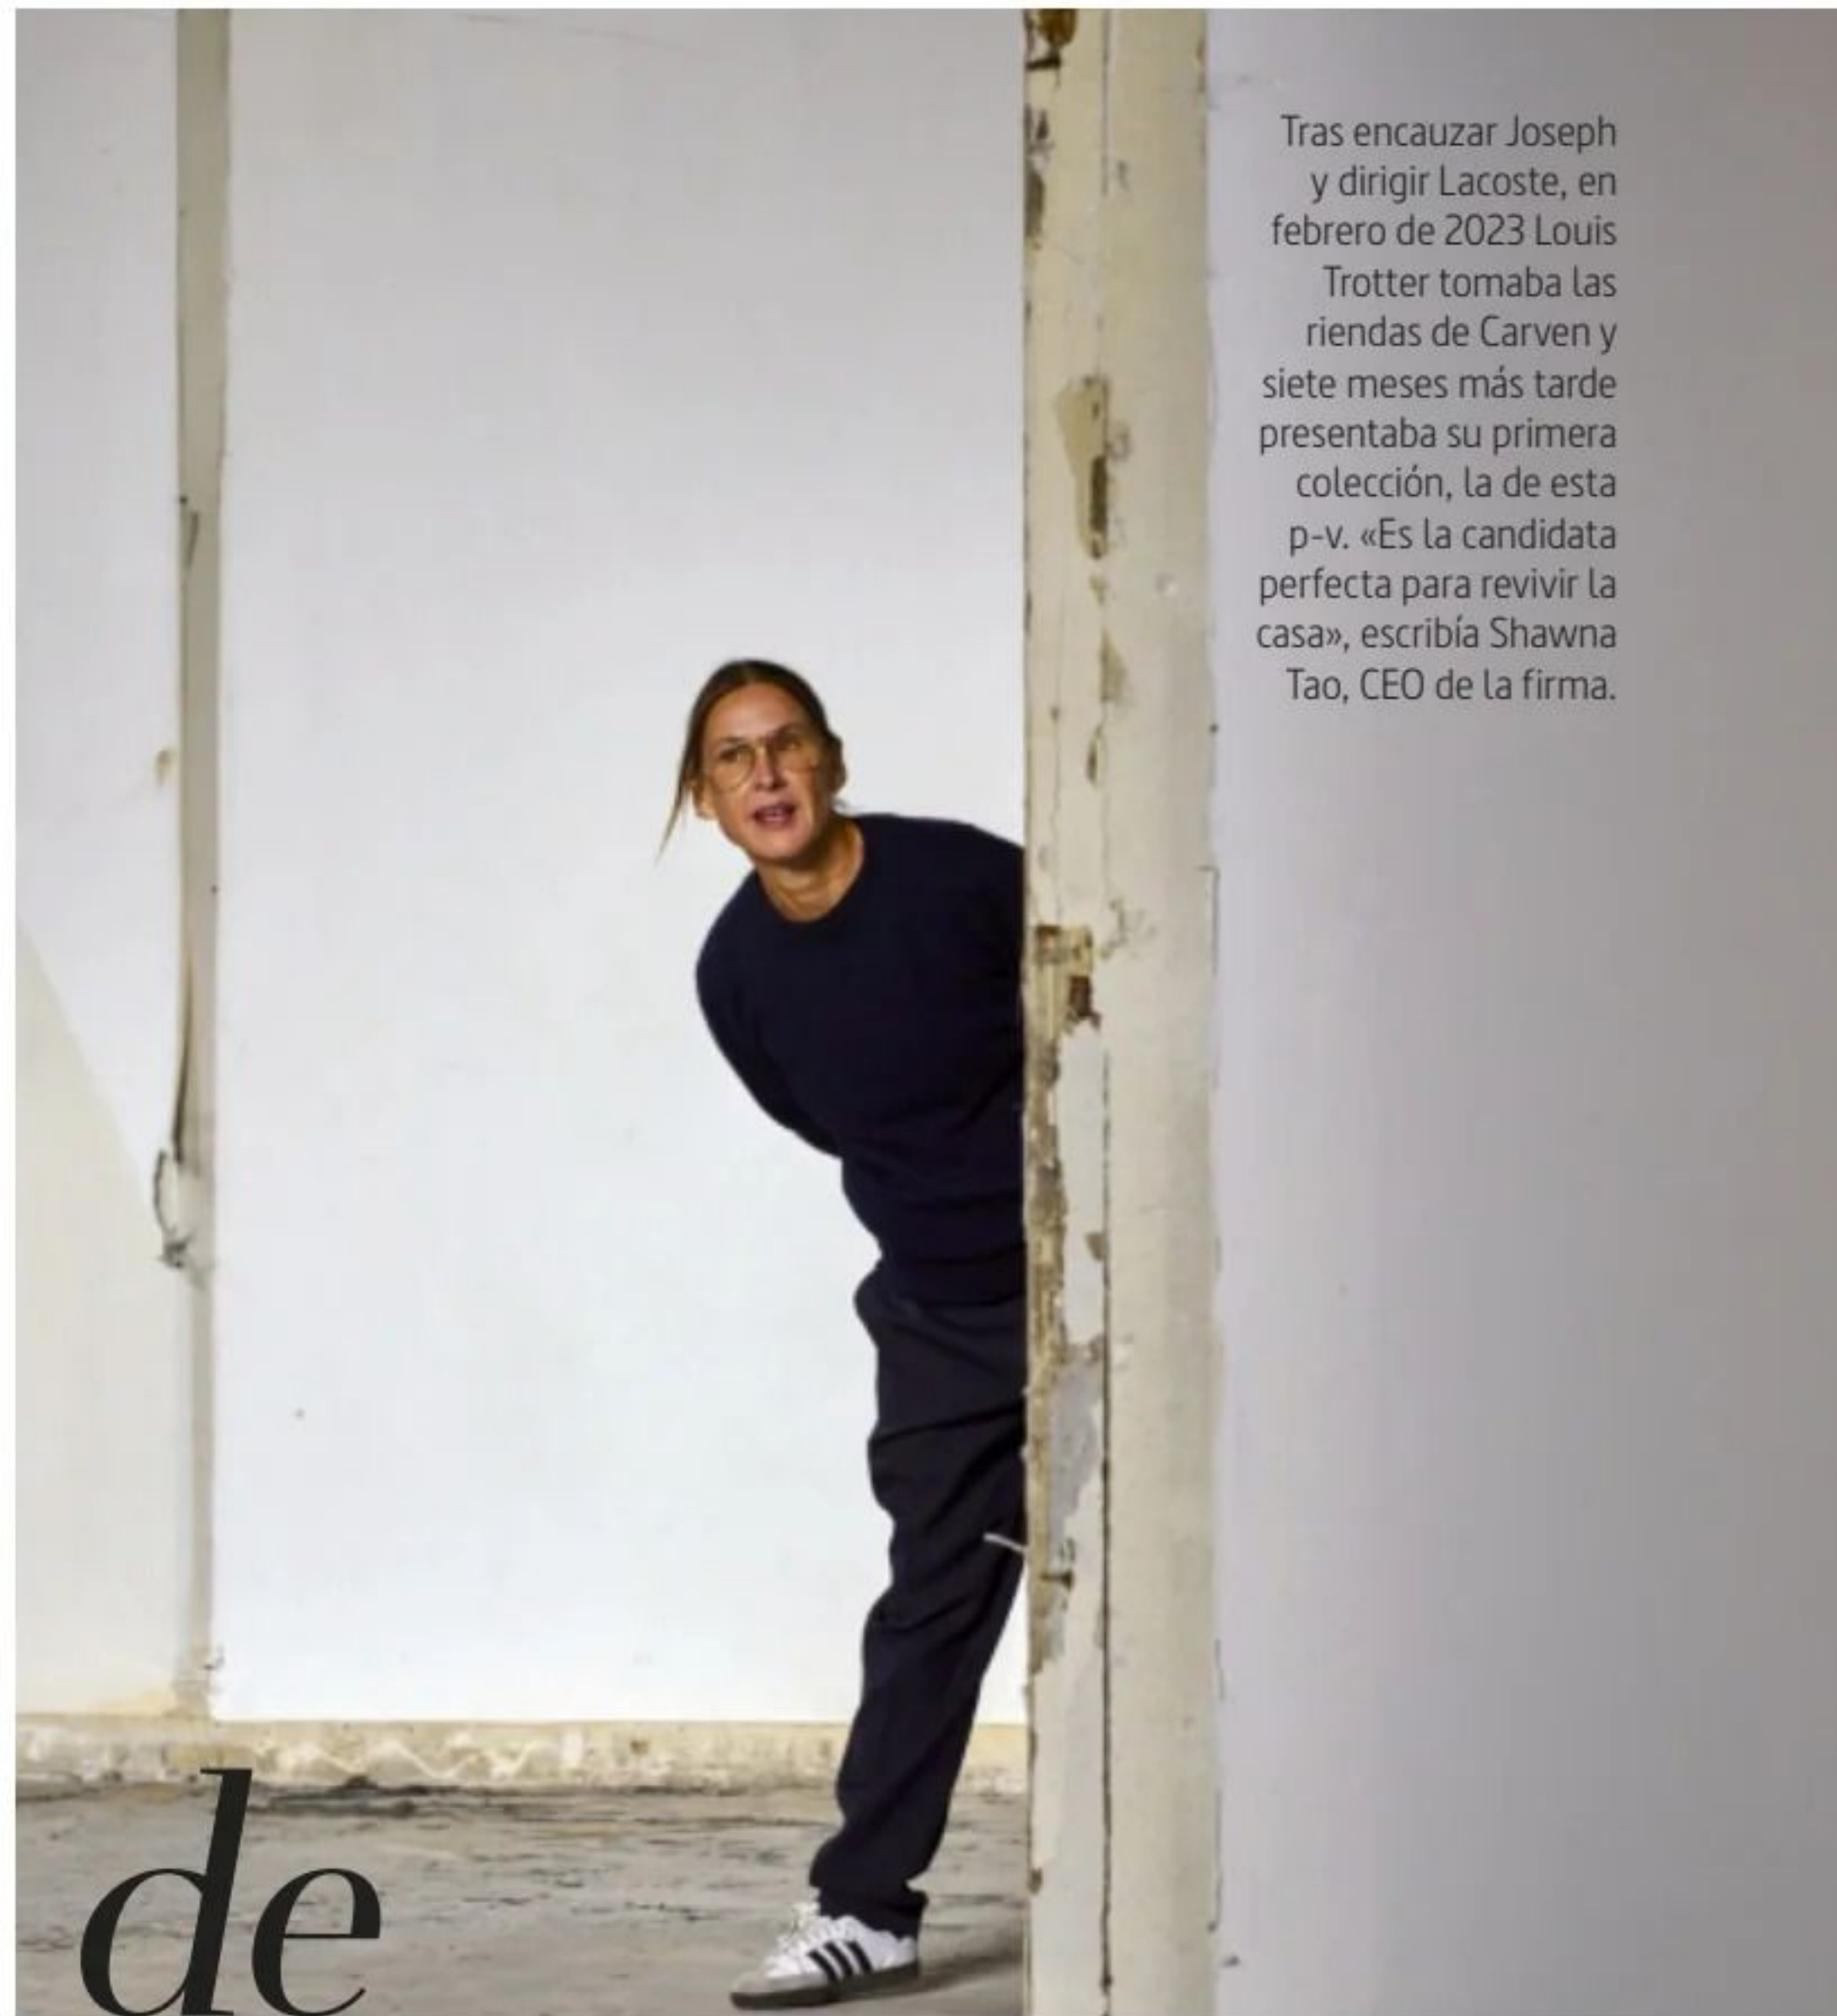 Tras encauzar Joseph
y dirigir Lacoste, en
febrero de 2023 Louis
Trotter tomaba las
riendas de Carven y
siete meses más tarde
presentaba su primera
colección, la de esta
p-v. «Es la candidata
perfecta para revivir la
casa», escribía Shawna
Tao, CEO de la firma.
de